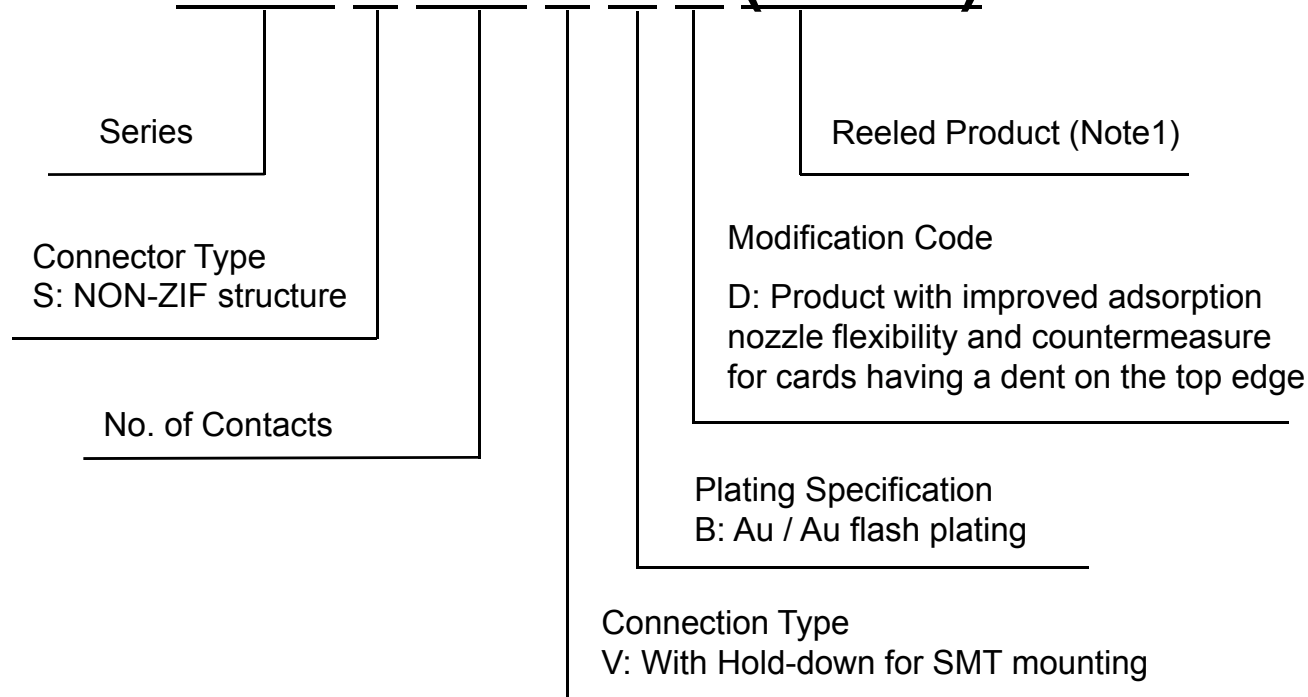 Series
Reeled Product (Note1)
Connector Type
S: NON-ZIF structure
Modification Code
D: Product with improved adsorption
nozzle flexibility and countermeasure
for cards having a dent on the top edge
No. of Contacts
Plating Specification
B: Au / Au flash plating
Connection Type
V: With Hold-down for SMT mounting